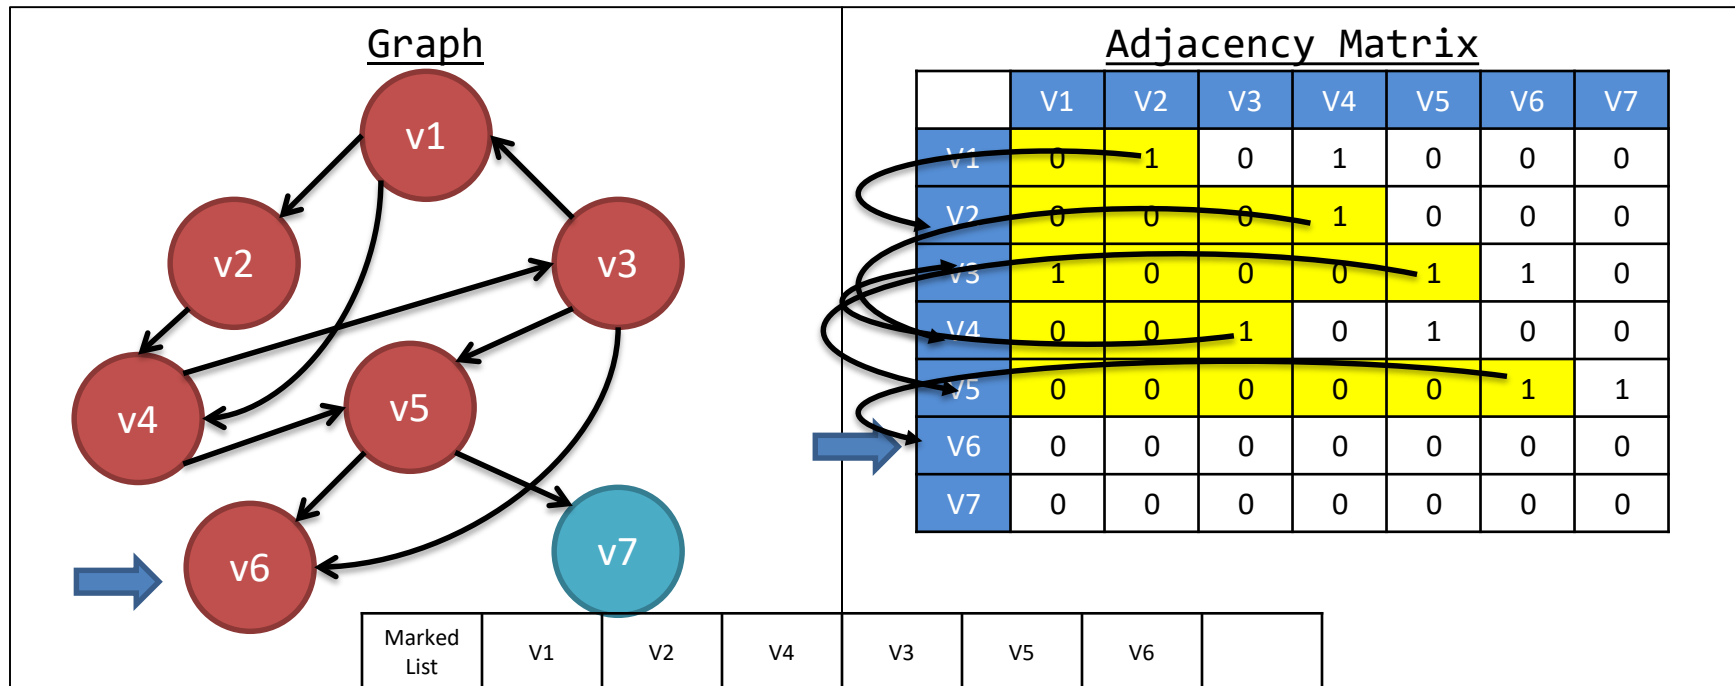 Graph
v1
v2
v3
v4
v5
v6
v7
Adjacency Matrix
V1 V2 V3 V4 V5 V6 V7
V1 0 1 0 1 0 0 0
V2 0 0 0 1 0 0 0
V3 1 0 0 0 1 1 0
V4 0 0 1 0 1 0 0
V5 0 0 0 0 0 1 1
V6 0 0 0 0 0 0 0
V7 0 0 0 0 0 0 0
Marked
List V1 V2 V4 V3 V5 V6